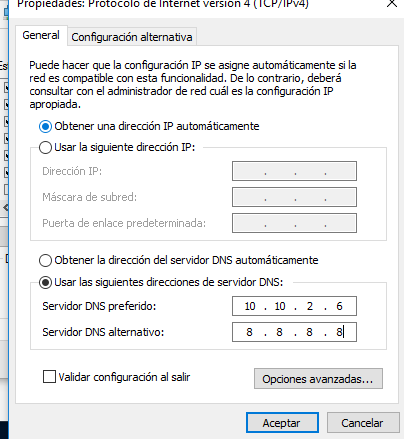 Propiedades: Protocolo de Internet versión 4 (TCP/IPv4)
General
Configuración alternativa
Puede hacer que la configuración IP se asigne automáticamente si la
red es compatible con esta funcionalidad. De lo contrario, deberá
consultar con el administrador de red cuál es la configuración IP
apropiada.
Obtener una dirección IP automáticamente
Usar la siguiente dirección IP:
Dirección IP: . . .
Máscara de subred: . . .
Puerta de enlace predeterminada: . . .
Obtener la dirección del servidor DNS automáticamente
Usar las siguientes direcciones de servidor DNS:
Servidor DNS preferido: 10 . 10 . 2 . 6
Servidor DNS alternativo: 8 . 8 . 8 . 8
Validar configuración al salir
Opciones avanzadas...
Aceptar
Cancelar